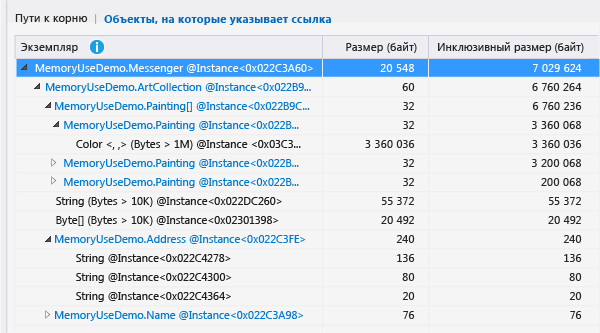 Пути к корню | Объекты, на которые указывает ссылка
Экземпляр Размер (байт) Инклюзивный размер (байт)
MemoryUseDemo.Messenger @Instance<0x022C3A60> 20 548 7 029 624
MemoryUseDemo.ArtCollection @Instance<0x022B9... 60 6 760 264
MemoryUseDemo.Painting[] @Instance<0x022B9C... 32 6 760 236
MemoryUseDemo.Painting @Instance<0x022B... 32 3 360 068
Color <, ,> (Bytes > 1M) @Instance <0x03C3... 3 360 036 3 360 036
MemoryUseDemo.Painting @Instance<0x022B... 32 3 200 068
MemoryUseDemo.Painting @Instance<0x022B... 32 200 068
String (Bytes > 10K) @Instance<0x022DC260> 55 372 55 372
Byte[] (Bytes > 10K) @Instance<0x02301398> 20 492 20 492
MemoryUseDemo.Address @Instance<0x022C3FE> 240 240
String @Instance<0x022C4278> 136 136
String @Instance<0x022C4300> 80 80
String @Instance<0x022C4364> 20 20
MemoryUseDemo.Name @Instance<0x022C3A98> 76 76